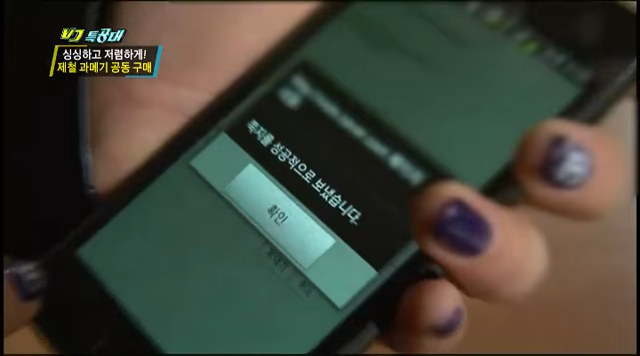 VJ 특공대
싱싱하고 저렴하게!
제철 과메기 공동 구매
쪽지를 성공적으로 보냈습니다.
확인